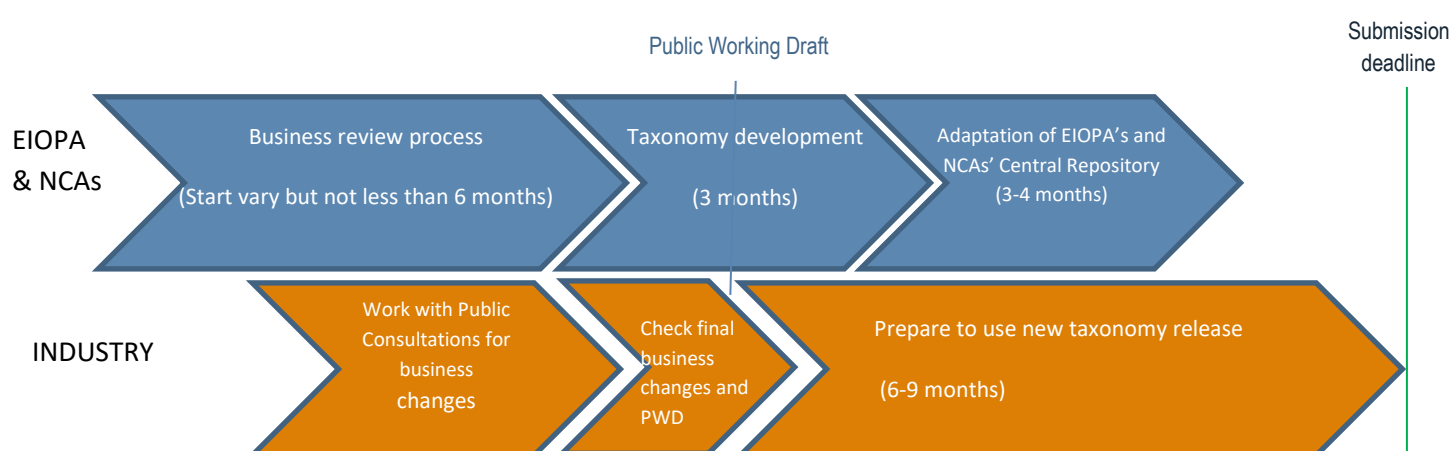 Public Working Draft
Submission
deadline
EIOPA
& NCAs
Business review process
(Start vary but not less than 6 months)
Taxonomy development
(3 months)
Adaptation of EIOPA's and
NCAs' Central Repository
(3-4 months)
INDUSTRY
Work with Public
Consultations for
business
changes
Check final
business
changes and
PWD
Prepare to use new taxonomy release
(6-9 months)